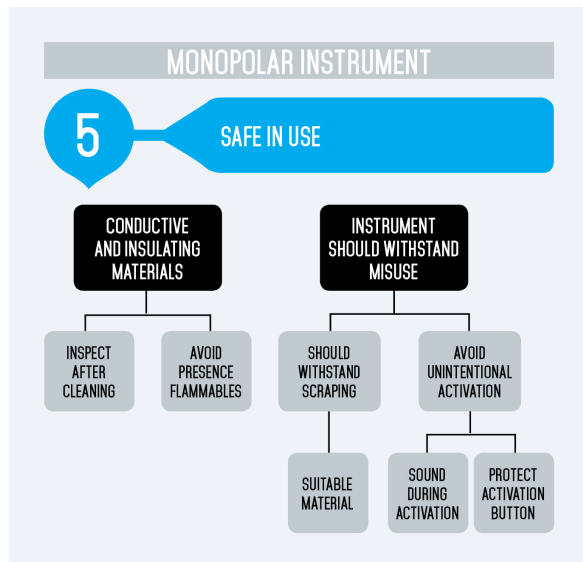 MONOPOLAR INSTRUMENT
5
SAFE IN USE
CONDUCTIVE
AND INSULATING
MATERIALS
INSTRUMENT
SHOULD WITHSTAND
MISUSE
INSPECT
AFTER
CLEANING
AVOID
PRESENCE
FLAMMABLES
SHOULD
WITHSTAND
SCRAPING
AVOID
UNINTENTIONAL
ACTIVATION
SUITABLE
MATERIAL
SOUND
DURING
ACTIVATION
PROTECT
ACTIVATION
BUTTON